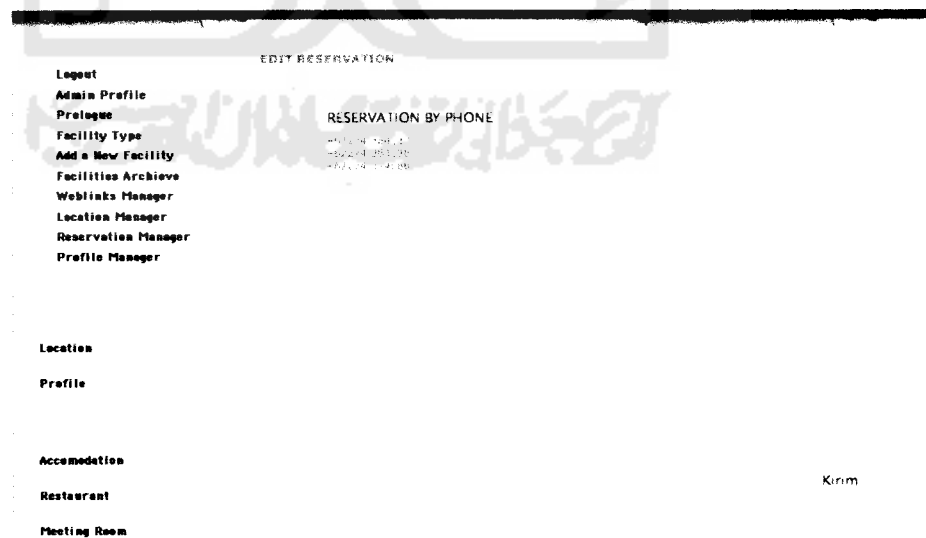 EDIT RESERVATION
Logout
Admin Profile
Prologue
Facility Type
Add a New Facility
Facilities Archieve
Weblinks Manager
Location Manager
Reservation Manager
Profile Manager
RESERVATION BY PHONE
Location
Profile
Accomodation
Restaurant
Meeting Room
Kirim